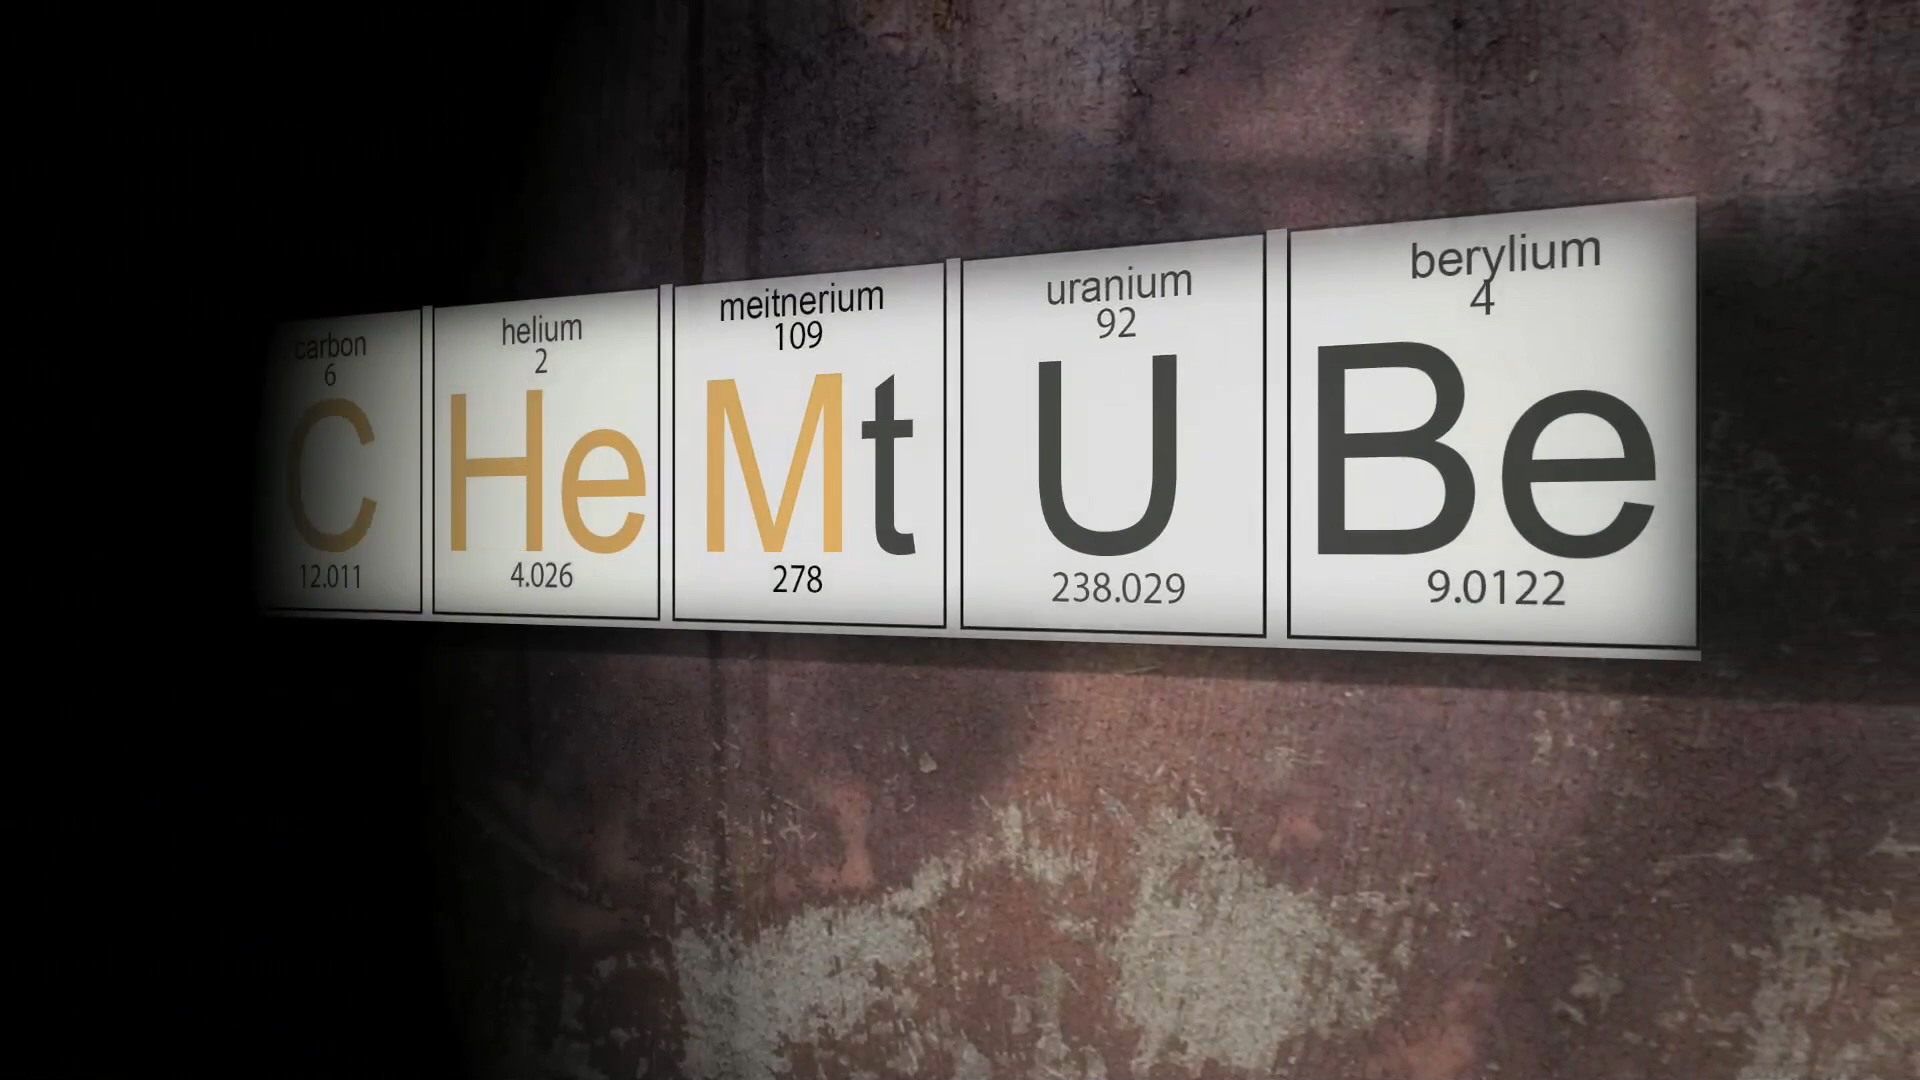 carbon
6
C
12.011
helium
2
He
4.026
meitnerium
109
Mt
278
uranium
92
U
238.029
berylium
4
Be
9.0122